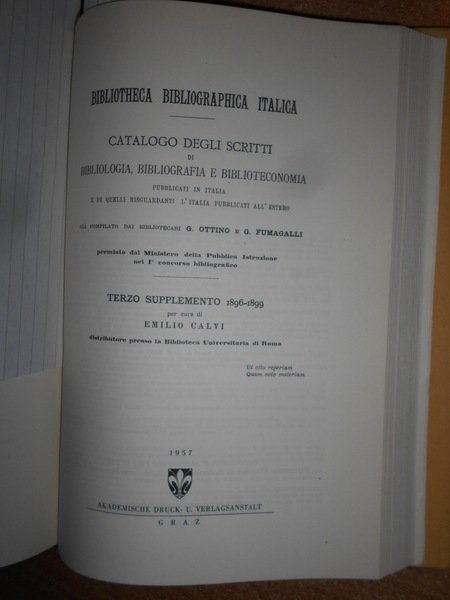 BIBLIOTHECA BIBLIOGRAPHICA ITALICA
CATALOGO DEGLI SCRITTI
DI
BIBLIOLOGIA, BIBLIOGRAFIA E BIBLIOTECONOMIA
PUBBLICATI IN ITALIA
E DI QUELLI RISGUARDANTI L'ITALIA PUBBLICATI ALL'ESTERO
già COMPILATO DAI BIBLIOTECARI G. OTTINO E G. FUMAGALLI
premiato dal Ministero della Pubblica Istruzione
nel I° concorso bibliografico
TERZO SUPPLEMENTO 1896-1899
per cura di
EMILIO CALVI
distributore presso la Biblioteca Universitaria di Roma
Ut cito reperiam
Quam volo materiam.
1957
AKADEMISCHE DRUCK- U. VERLAGSANSTALT
GRAZ